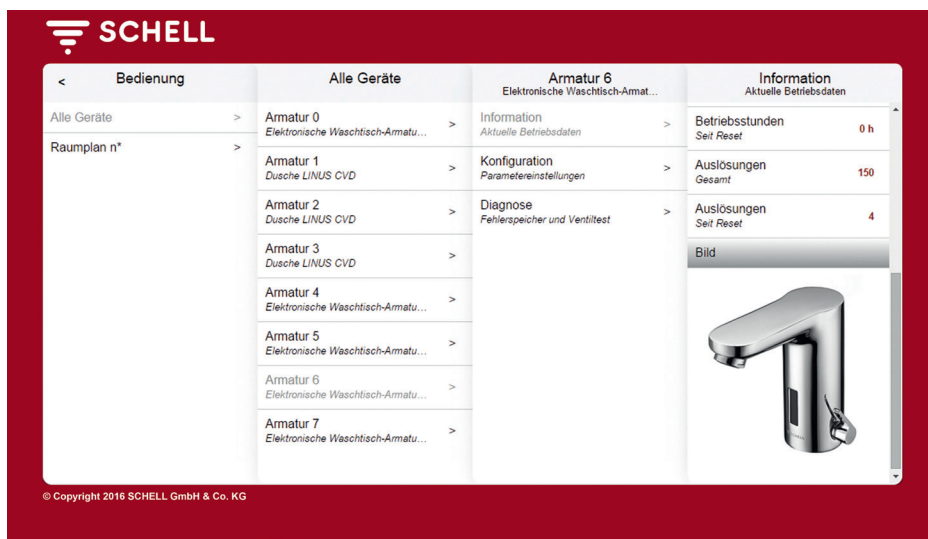 SCHELL
< Bedienung
Alle Geräte >
Raumplan n* >
Alle Geräte
Armatur 0 >
Elektronische Waschtisch-Armatu...
Armatur 1 >
Dusche LINUS CVD
Armatur 2 >
Dusche LINUS CVD
Armatur 3 >
Dusche LINUS CVD
Armatur 4 >
Elektronische Waschtisch-Armatu...
Armatur 5 >
Elektronische Waschtisch-Armatu...
Armatur 6 >
Elektronische Waschtisch-Armatu...
Armatur 7 >
Elektronische Waschtisch-Armatu...
Armatur 6
Elektronische Waschtisch-Armat...
Information >
Aktuelle Betriebsdaten
Konfiguration >
Parametereinstellungen
Diagnose >
Fehlerspeicher und Ventiltest
Information
Aktuelle Betriebsdaten
Betriebsstunden 0 h
Seit Reset
Auslösungen 150
Gesamt
Auslösungen 4
Seit Reset
Bild
© Copyright 2016 SCHELL GmbH & Co. KG